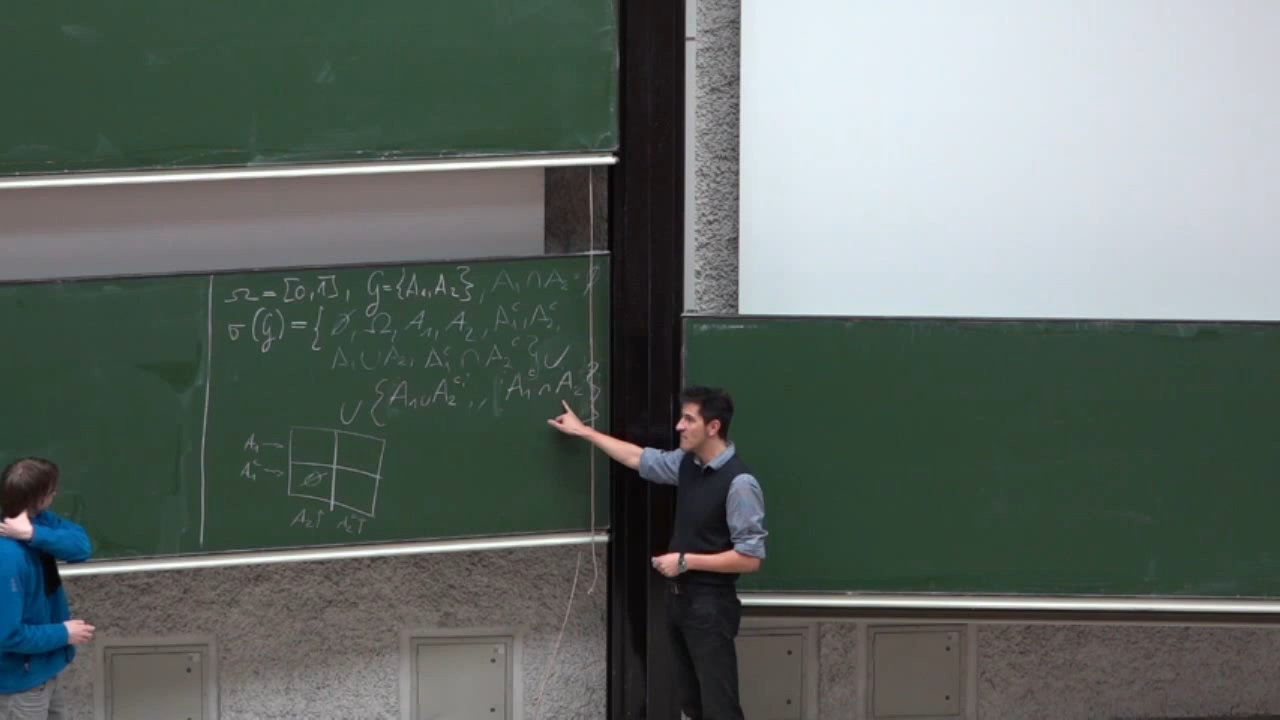 Ω = [0,1], G = {A₁, A₂}, A₁ ∩ A₂ = ∅
σ(G) = { ∅, Ω, A₁, A₂, A₁ᶜ, A₂ᶜ,
A₁ ∪ A₂, A₁ᶜ ∩ A₂ᶜ} ∪
∪ {A₁ ∪ A₂ᶜ, A₁ᶜ ∩ A₂}
A₁ →
A₁ᶜ → ∅
A₂↑ A₂ᶜ↑